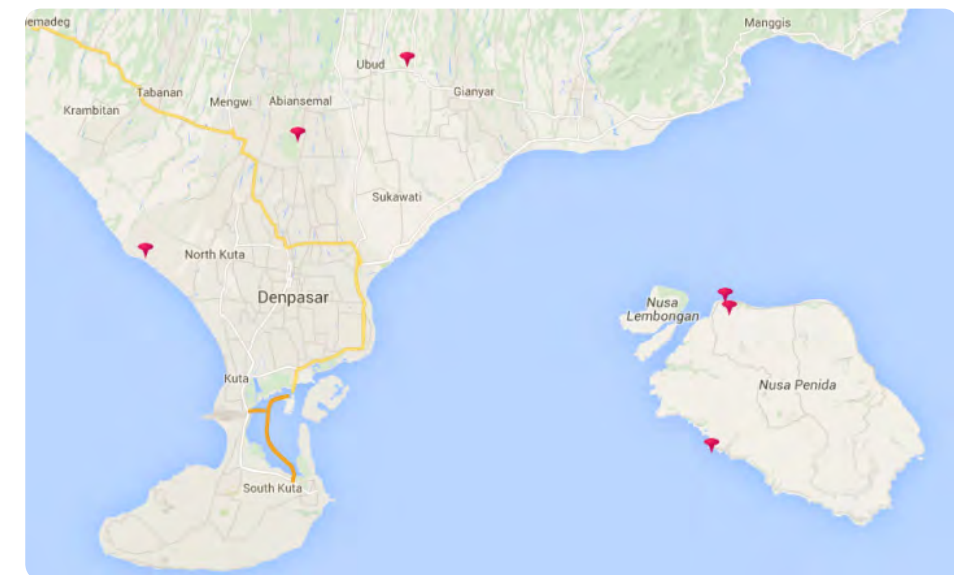 emadeg
Manggis
Ubud
Tabanan
Gianyar
Krambitan
Mengwi
Abiansemal
Sukawati
North Kuta
Denpasar
Nusa
Lembongan
Kuta
Nusa Penida
South Kuta